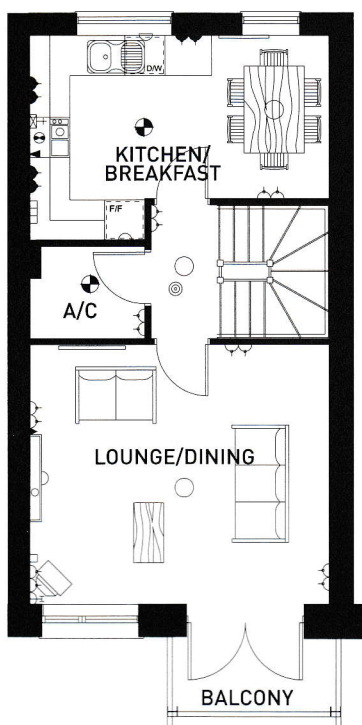 D/W
KITCHEN/
BREAKFAST
F/F
A/C
LOUNGE/DINING
BALCONY